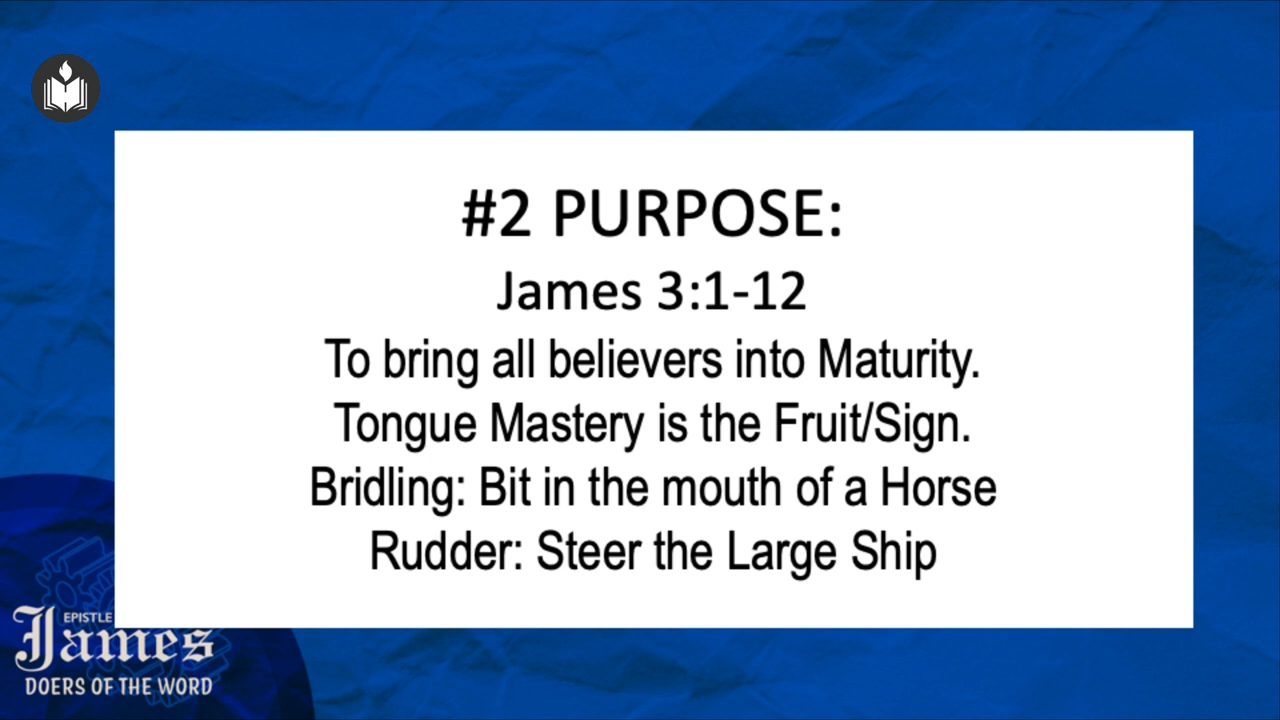 #2 PURPOSE:
James 3:1-12
To bring all believers into Maturity.
Tongue Mastery is the Fruit/Sign.
Bridling: Bit in the mouth of a Horse
Rudder: Steer the Large Ship
EPISTLE
James
DOERS OF THE WORD